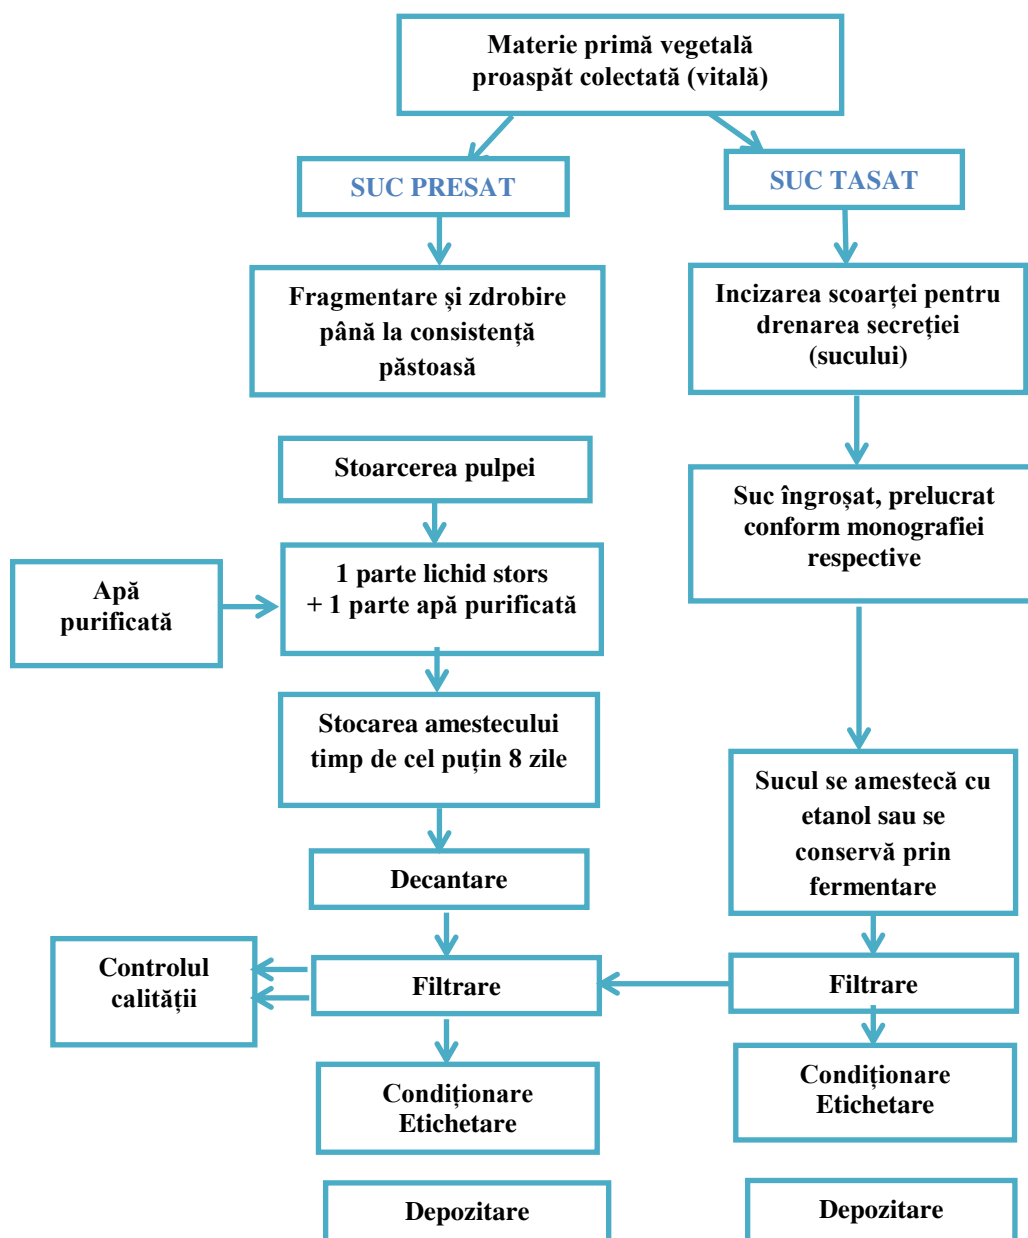 Materie primă vegetală
proaspăt colectată (vitală)
SUC PRESAT
SUC TASAT
Fragmentare și zdrobire
până la consistență
păstoasă
Incizarea scoarței pentru
drenarea secreției
(sucului)
Stoarcerea pulpei
Suc îngroșat, prelucrat
conform monografiei
respective
Apă
purificată
1 parte lichid stors
+ 1 parte apă purificată
Stocarea amestecului
timp de cel puțin 8 zile
Sucul se amestecă cu
etanol sau se
conservă prin
fermentare
Decantare
Controlul
calității
Filtrare
Filtrare
Condiționare
Etichetare
Condiționare
Etichetare
Depozitare
Depozitare